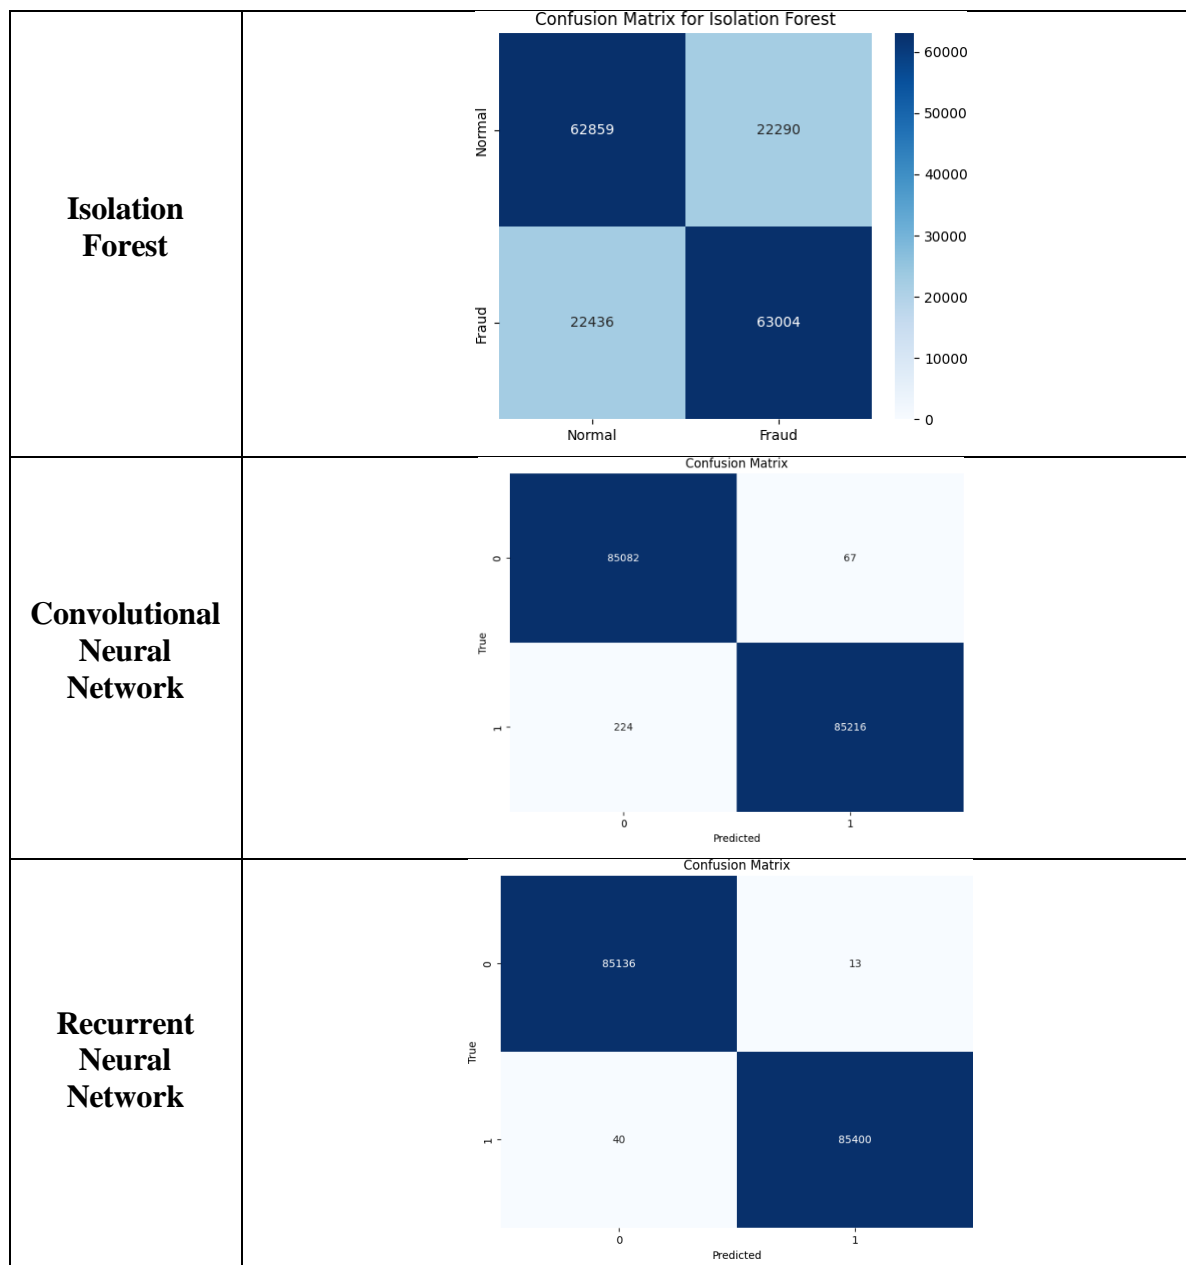 Isolation
Forest
Confusion Matrix for Isolation Forest
Normal
62859
22290
Fraud
22436
63004
Normal
Fraud
60000
50000
40000
30000
20000
10000
0
Convolutional
Neural
Network
Confusion Matrix
True
0
85082
67
1
224
85216
0
1
Predicted
Recurrent
Neural
Network
Confusion Matrix
True
0
85136
13
1
40
85400
0
1
Predicted